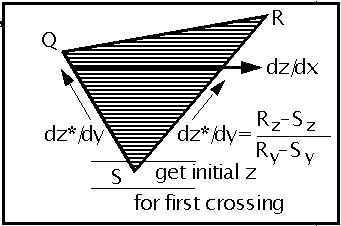 R
Q
dz/dx
dz*/dy
dz*/dy= Rz-Sz / Ry-Sy
S
get initial z
for first crossing